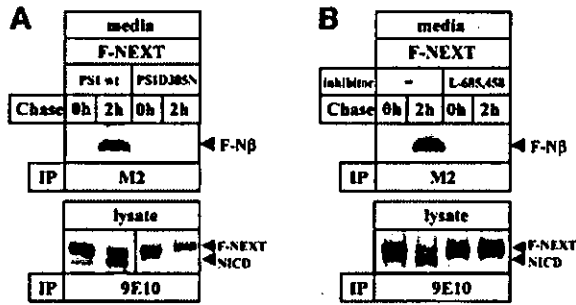 A
media
F-NEXT
PS1 wt PS1D385N
Chase 0h 2h 0h 2h
F-Nβ
IP M2
lysate
F-NEXT
NICD
IP 9E10
B
media
F-NEXT
inhibitor - L-685,458
Chase 0h 2h 0h 2h
F-Nβ
IP M2
lysate
F-NEXT
NICD
IP 9E10